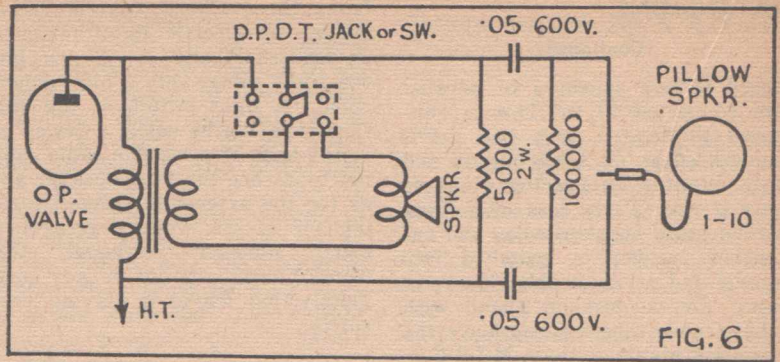 D.P.D.T. JACK or SW.
.05 600V.
PILLOW
SPKR.
O P.
VALVE
SPKR.
5000
2w.
100000
1-10
H.T.
.05 600V.
FIG. 6